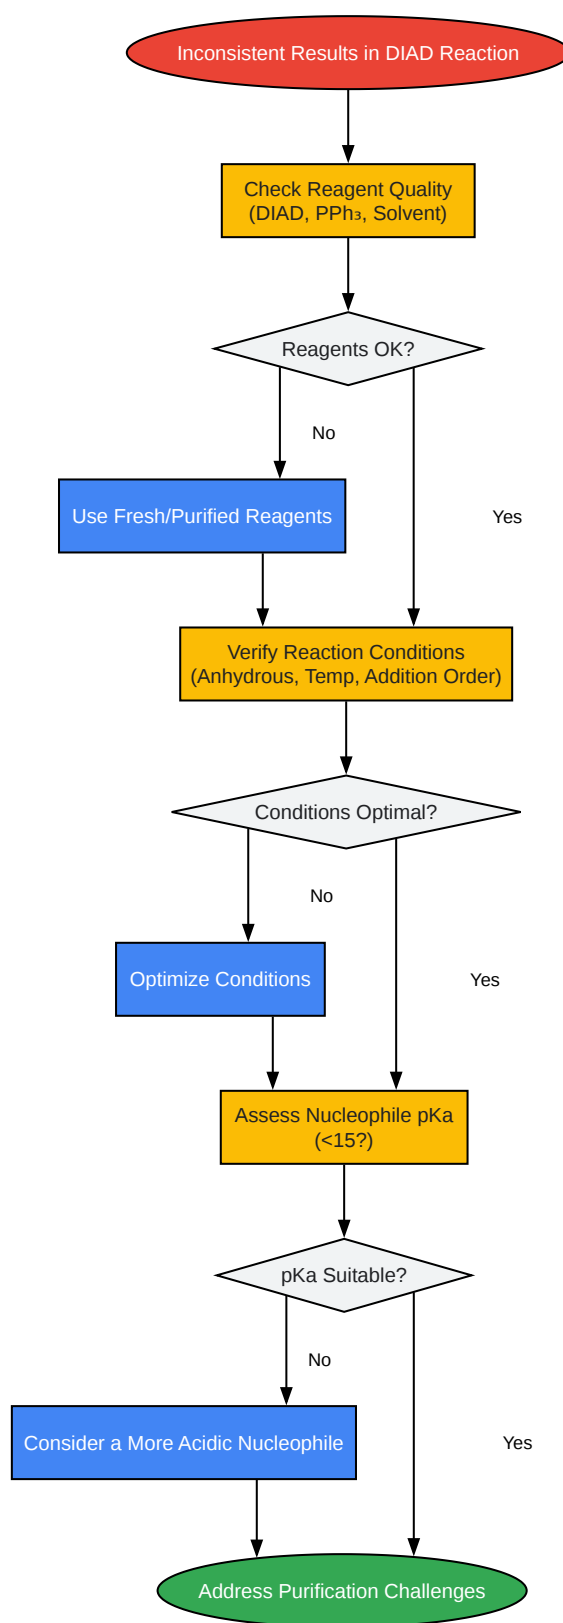 Inconsistent Results in DIAD Reaction
Check Reagent Quality
(DIAD, PPh₃, Solvent)
Reagents OK?
No
Use Fresh/Purified Reagents
Yes
Verify Reaction Conditions
(Anhydrous, Temp, Addition Order)
Conditions Optimal?
No
Optimize Conditions
Yes
Assess Nucleophile pKa
(<15?)
pKa Suitable?
No
Consider a More Acidic Nucleophile
Yes
Address Purification Challenges